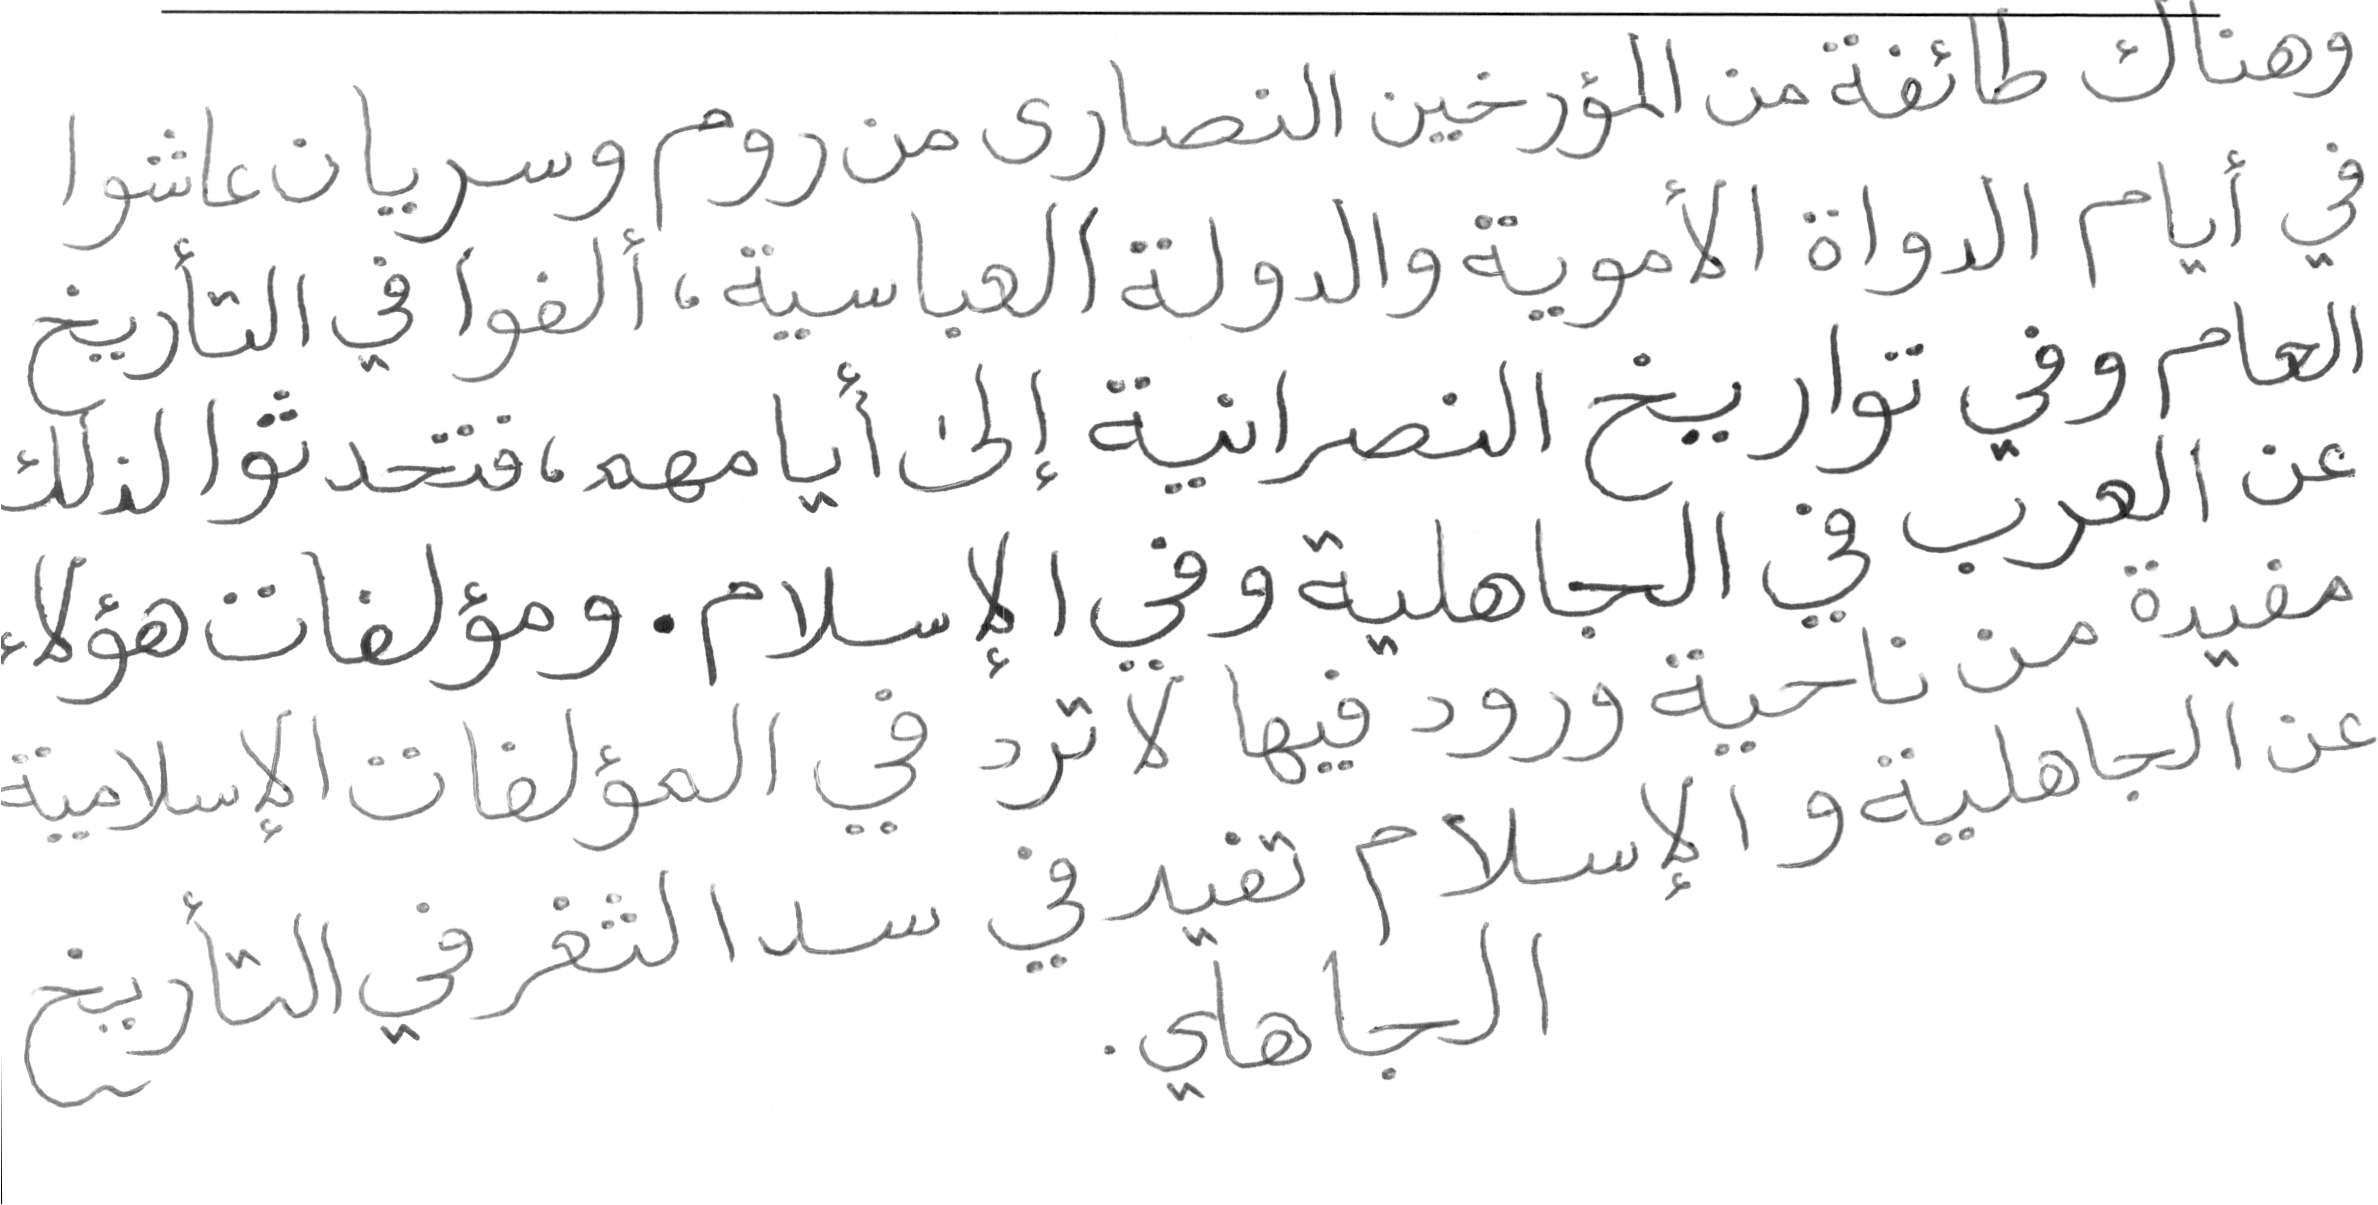 وهناك طائفة من المؤرخين النصارى من روم وسريان عاشوا
في أيام الدواة الأموية والدولة العباسية، ألفوا في التأريخ
العام وفي تواريخ النصرانية إلى أيامهم، فتحدثوا لذلك
عن العرب في الجاهلية وفي الإسلام. ومؤلفات هؤلاء
مفيدة من ناحية ورود فيها لا ترد في المؤلفات الإسلامية
عن الجاهلية و الإسلام تفيد في سد الثغر في التأريخ
الجاهلي.